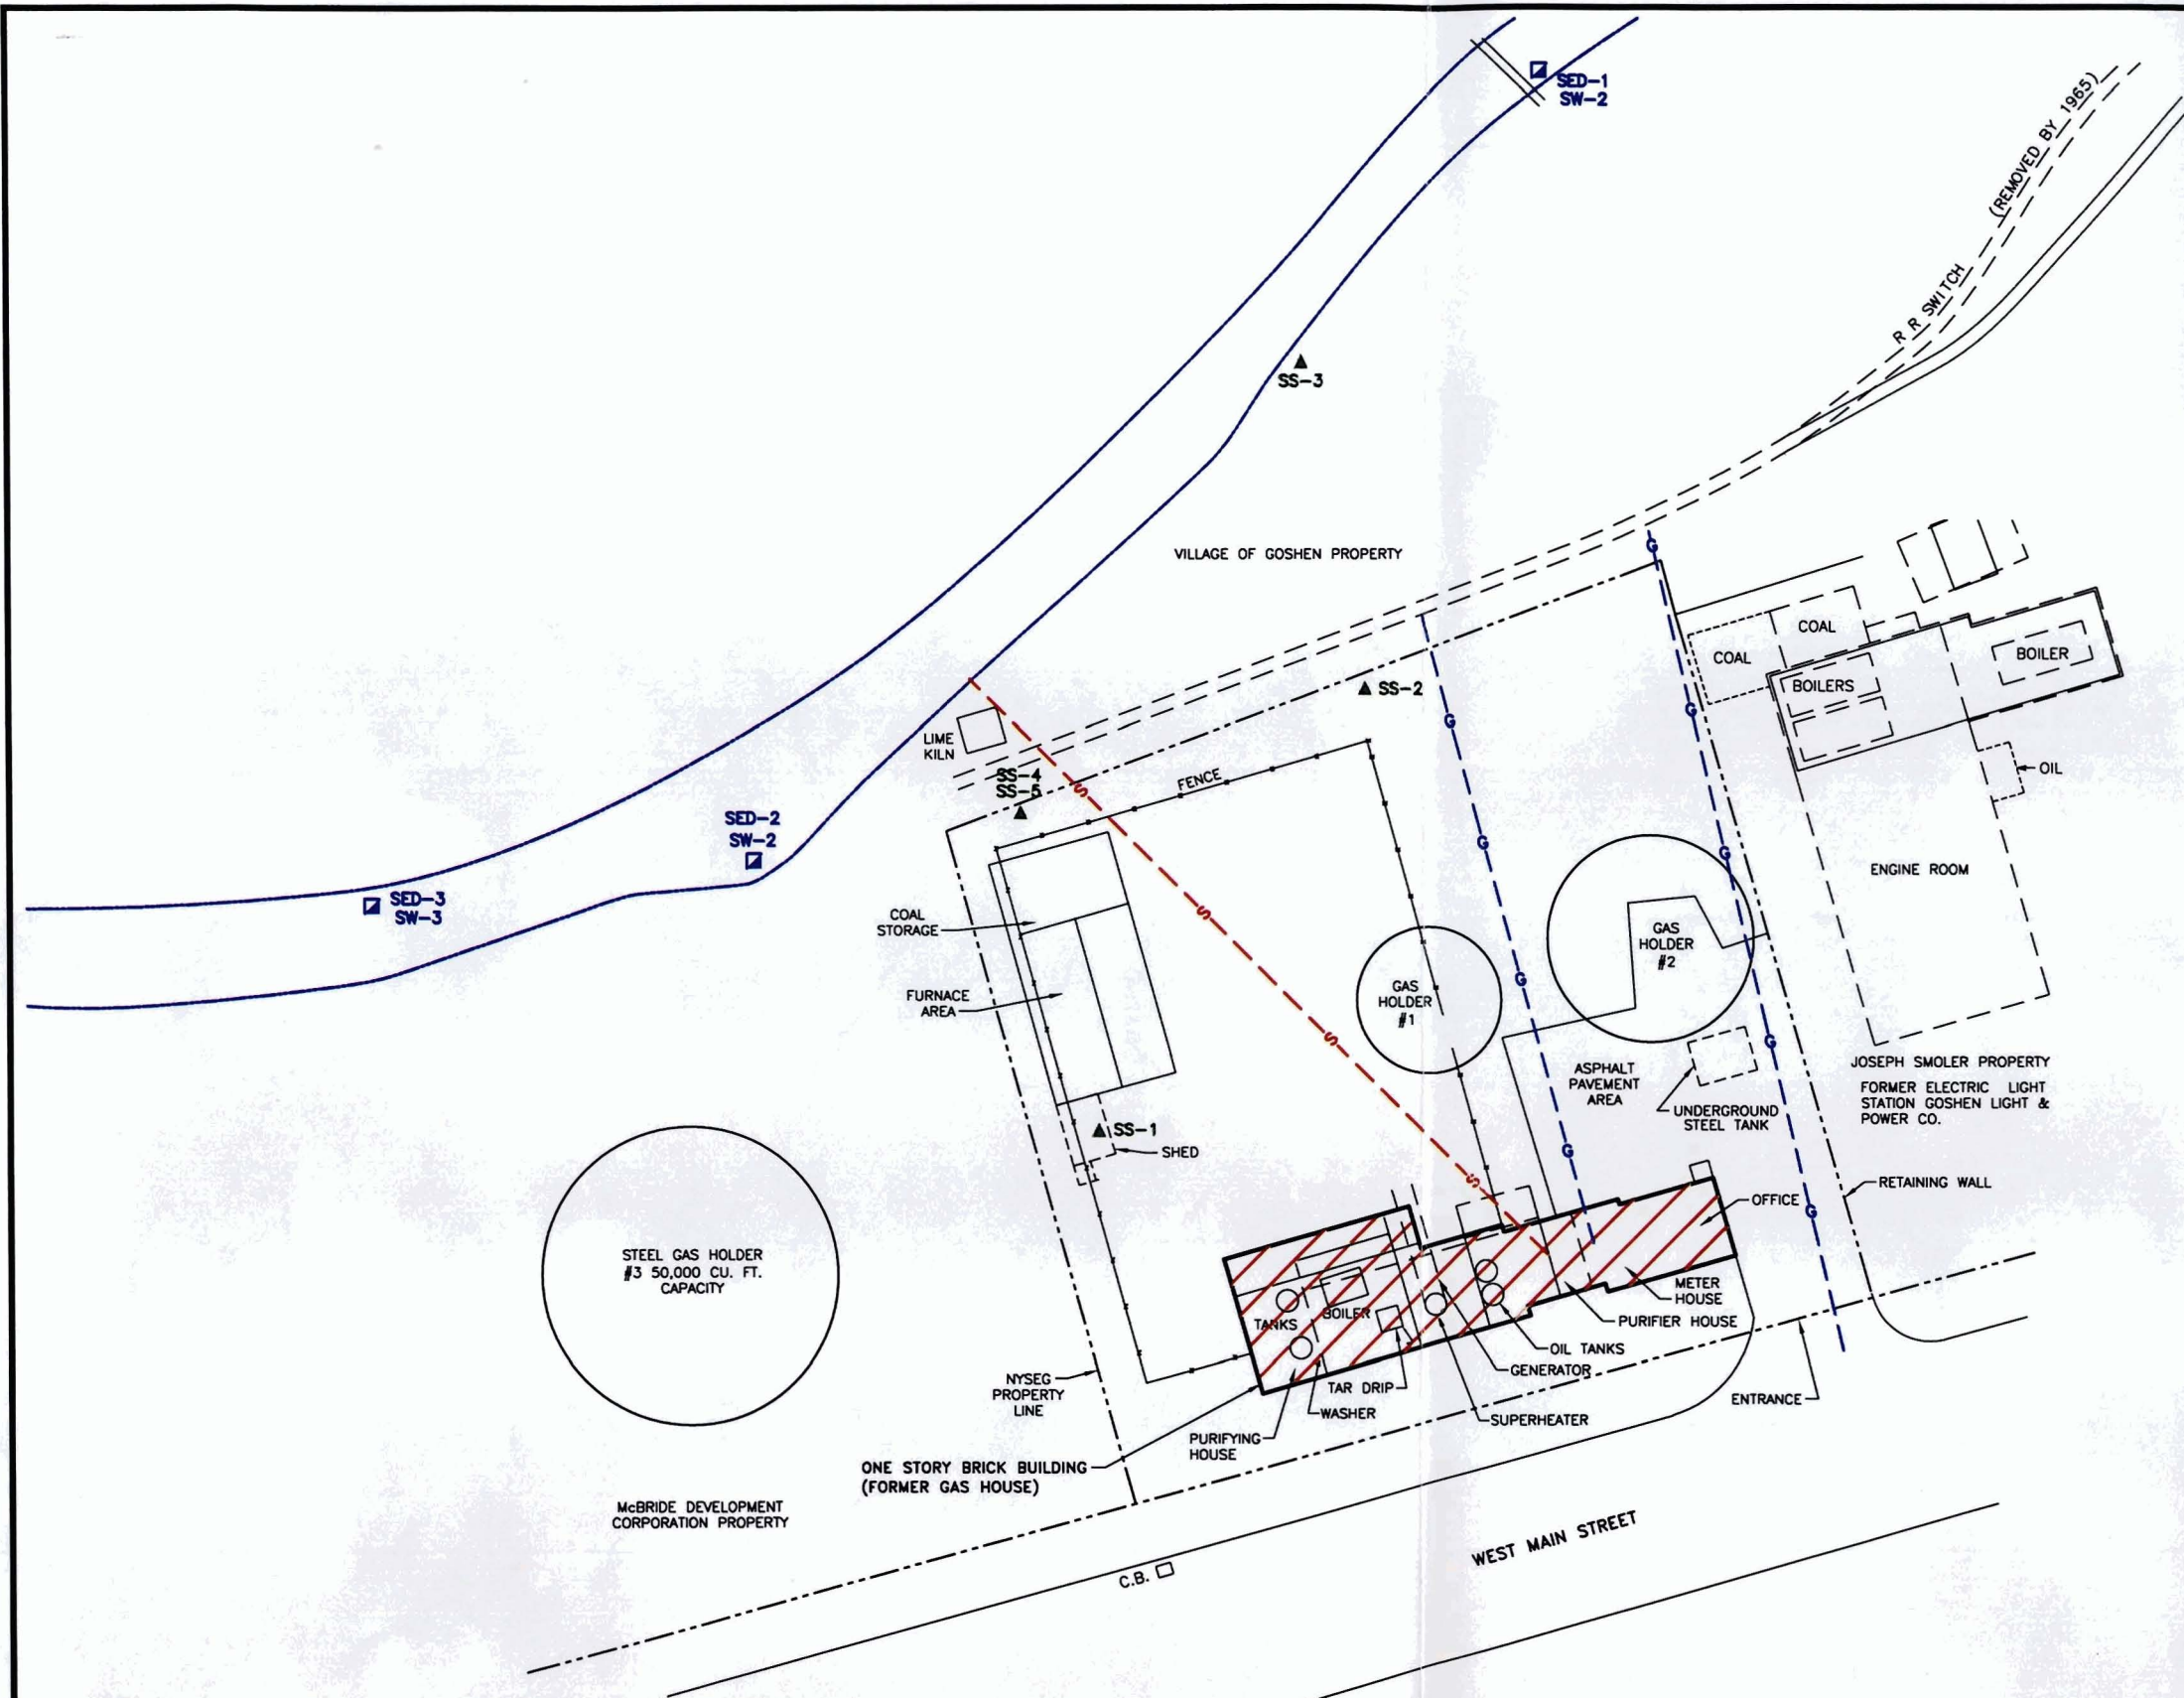 SED-1
SW-2
(REMOVED BY 1965)
R R SWITCH
SS-3
VILLAGE OF GOSHEN PROPERTY
G
COAL
COAL
BOILER
BOILERS
SS-2
G
G
LIME
KILN
OIL
SS-4
SS-5
S
FENCE
SED-2
SW-2
G
G
ENGINE ROOM
SED-3
SW-3
COAL
STORAGE
S
GAS
HOLDER
#2
FURNACE
AREA
GAS
HOLDER
#1
G
S
G
ASPHALT
PAVEMENT
AREA
JOSEPH SMOLER PROPERTY
FORMER ELECTRIC LIGHT
STATION GOSHEN LIGHT &
POWER CO.
UNDERGROUND
STEEL TANK
SS-1
SHED
G
S
RETAINING WALL
OFFICE
G
STEEL GAS HOLDER
#3 50,000 CU. FT.
CAPACITY
METER
HOUSE
TANKS
BOILER
PURIFIER HOUSE
OIL TANKS
GENERATOR
NYSEG
PROPERTY
LINE
TAR DRIP
WASHER
SUPERHEATER
ENTRANCE
PURIFYING
HOUSE
ONE STORY BRICK BUILDING
(FORMER GAS HOUSE)
McBRIDE DEVELOPMENT
CORPORATION PROPERTY
WEST MAIN STREET
C.B.